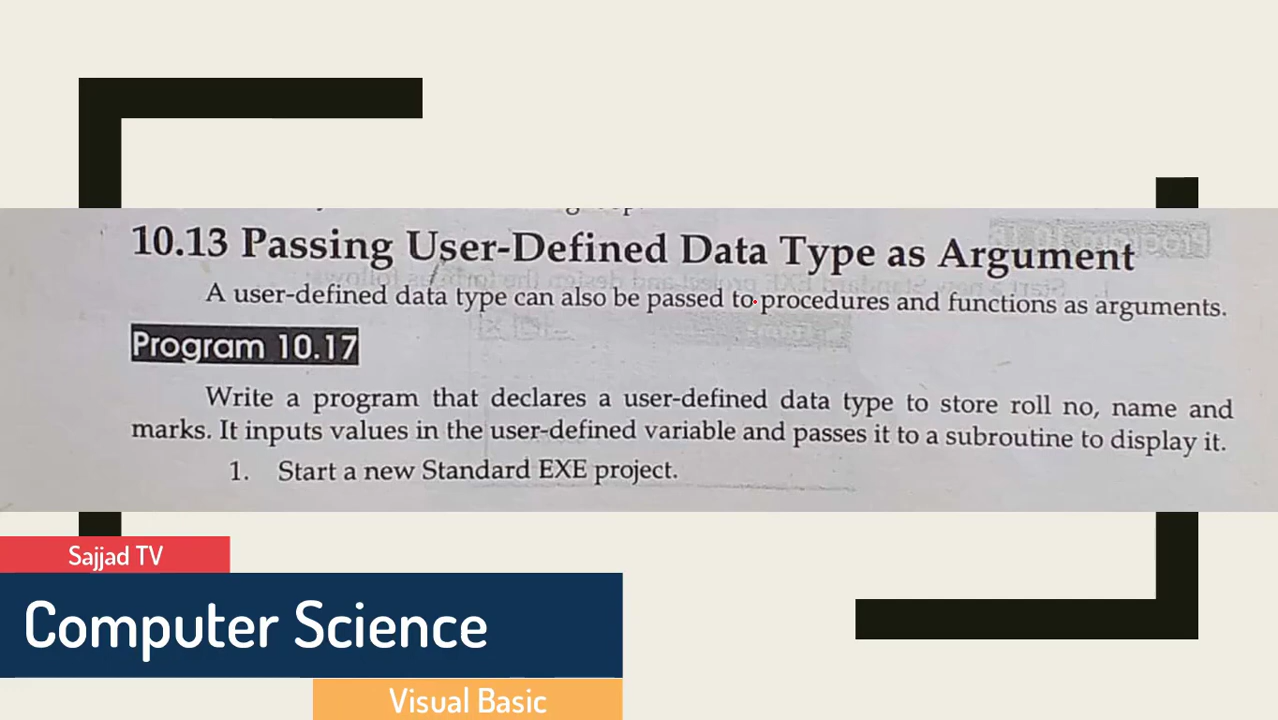 10.13 Passing User-Defined Data Type as Argument
A user-defined data type can also be passed to procedures and functions as arguments.
Program 10.17
Write a program that declares a user-defined data type to store roll no, name and
marks. It inputs values in the user-defined variable and passes it to a subroutine to display it.
1. Start a new Standard EXE project.
Sajjad TV
Computer Science
Visual Basic